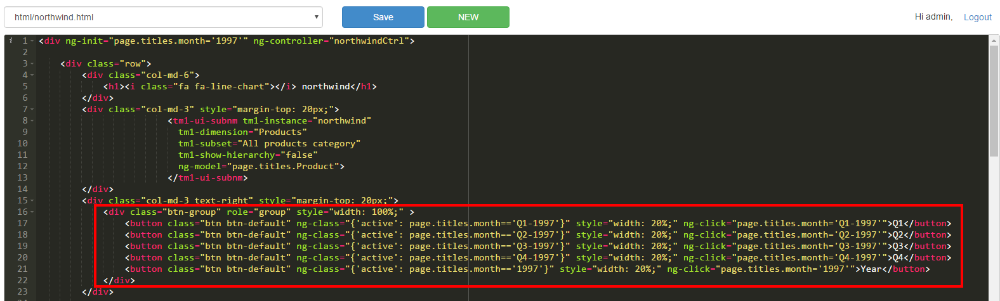 html/northwind.html Save NEW Hi admin, Logout
i 1 <div ng-init="page.titles.month='1997'" ng-controller="northwindCtrl">
2
3 <div class="row">
4 <div class="col-md-6">
5 <h1><i class="fa fa-line-chart"></i> northwind</h1>
6 </div>
7 <div class="col-md-3" style="margin-top: 20px;">
8 <tm1-ui-subnm tm1-instance="northwind"
9 tm1-dimension="Products"
10 tm1-subset="All products category"
11 tm1-show-hierarchy="false"
12 ng-model="page.titles.Product">
13 </tm1-ui-subnm>
14 </div>
15 <div class="col-md-3 text-right" style="margin-top: 20px;">
16 <div class="btn-group" role="group" style="width: 100%;" >
17 <button class="btn btn-default" ng-class="{'active': page.titles.month=='Q1-1997'}" style="width: 20%;" ng-click="page.titles.month='Q1-1997'">Q1</button>
18 <button class="btn btn-default" ng-class="{'active': page.titles.month=='Q2-1997'}" style="width: 20%;" ng-click="page.titles.month='Q2-1997'">Q2</button>
19 <button class="btn btn-default" ng-class="{'active': page.titles.month=='Q3-1997'}" style="width: 20%;" ng-click="page.titles.month='Q3-1997'">Q3</button>
20 <button class="btn btn-default" ng-class="{'active': page.titles.month=='Q4-1997'}" style="width: 20%;" ng-click="page.titles.month='Q4-1997'">Q4</button>
21 <button class="btn btn-default" ng-class="{'active': page.titles.month=='1997'}" style="width: 20%;" ng-click="page.titles.month='1997'">Year</button>
22 </div>
23 </div>